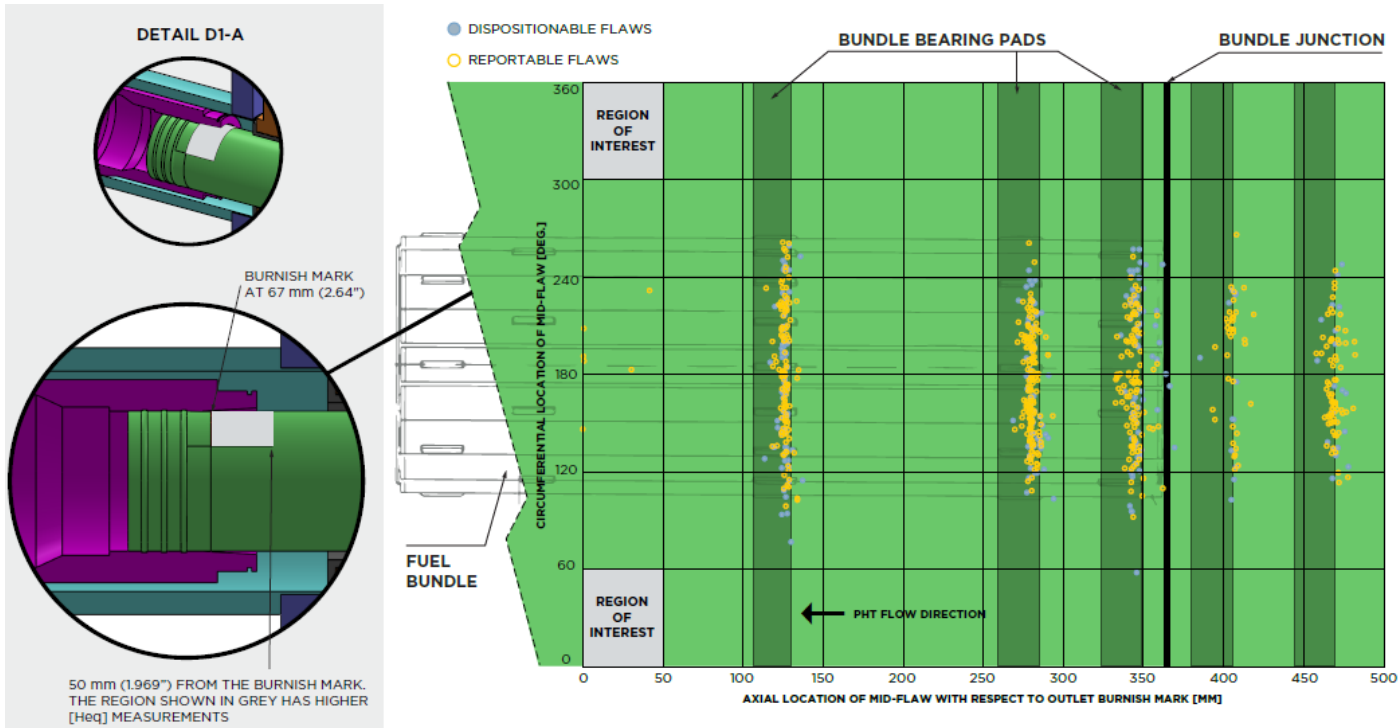 DETAIL D1-A
BURNISH MARK
AT 67 mm (2.64")
50 mm (1.969") FROM THE BURNISH MARK.
THE REGION SHOWN IN GREY HAS HIGHER
[Heq] MEASUREMENTS
DISPOSITIONABLE FLAWS
REPORTABLE FLAWS
BUNDLE BEARING PADS
BUNDLE JUNCTION
FUEL
BUNDLE
CIRCUMFERENTIAL LOCATION OF MID-FLAW [DEG.]
360
300
240
180
120
60
0
REGION
OF
INTEREST
REGION
OF
INTEREST
PHT FLOW DIRECTION
0
50
100
150
200
250
300
350
400
450
500
AXIAL LOCATION OF MID-FLAW WITH RESPECT TO OUTLET BURNISH MARK [MM]